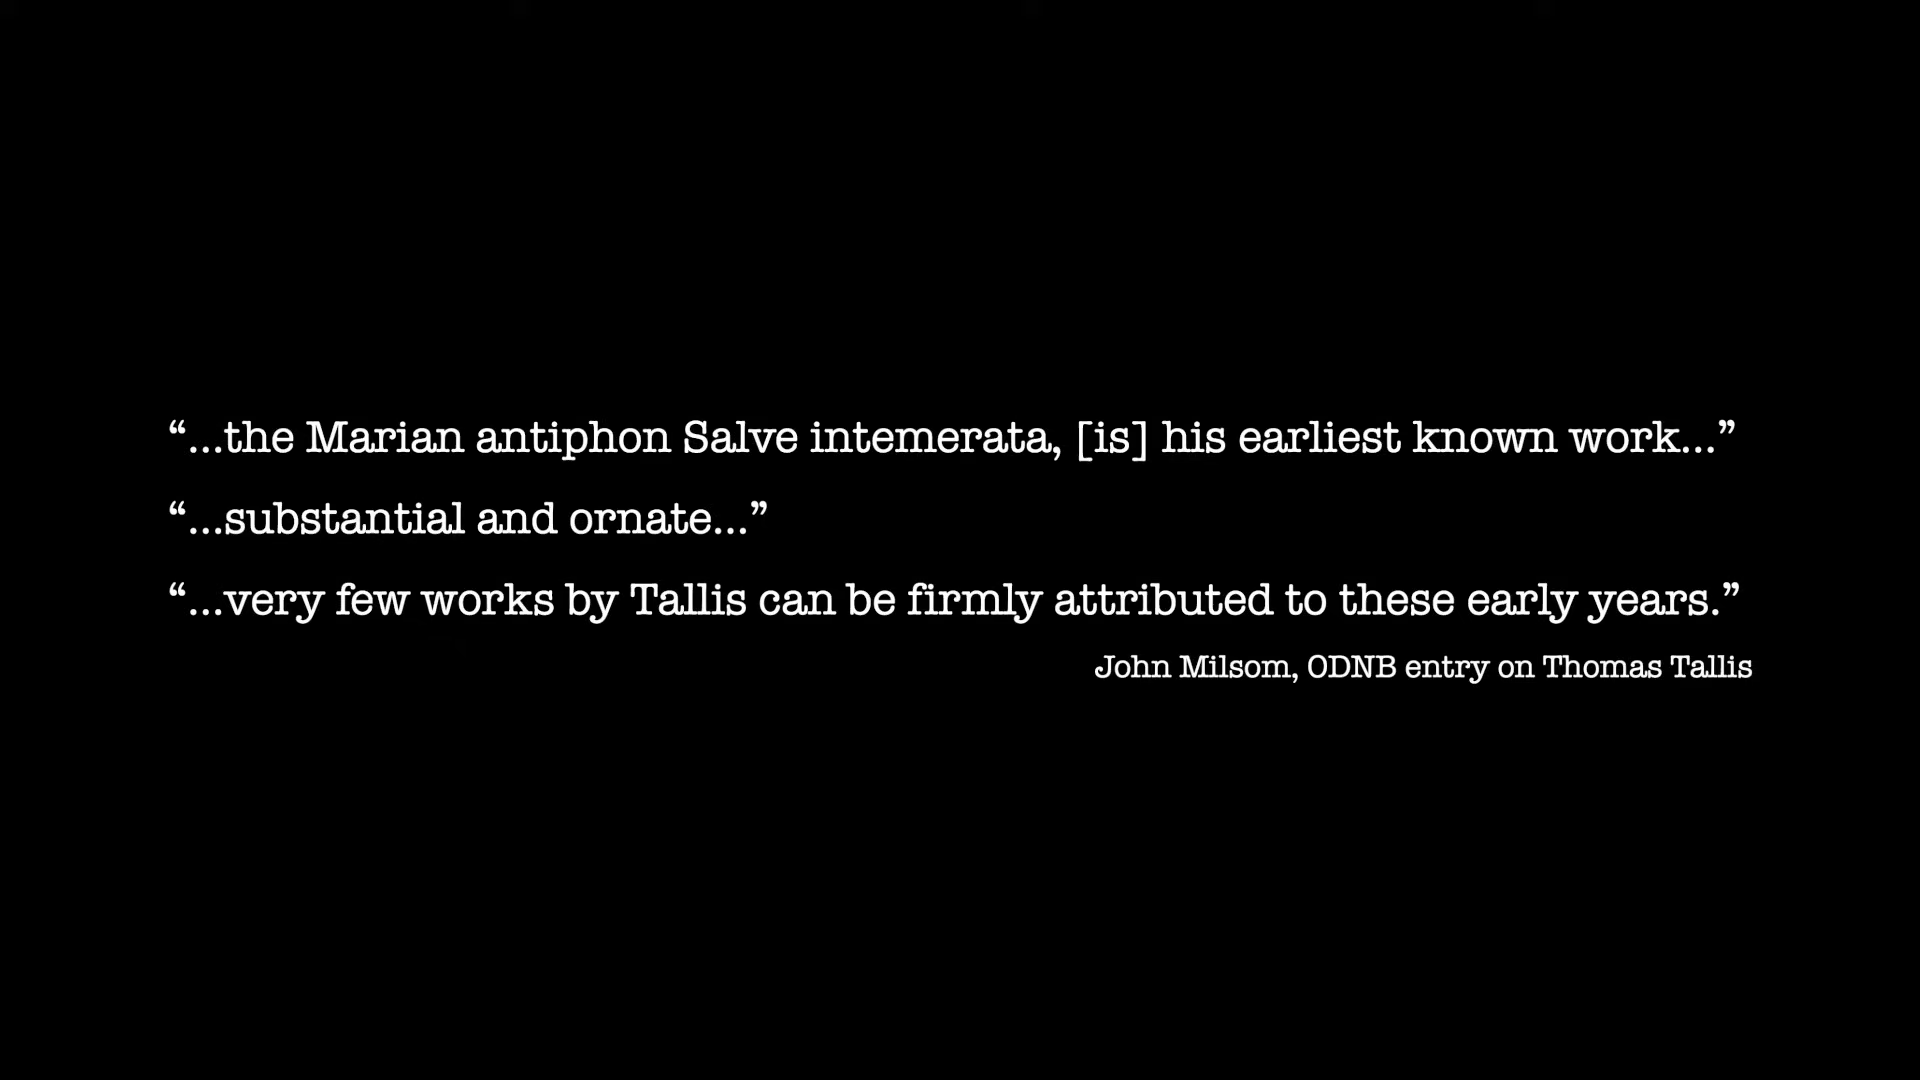 “...the Marian antiphon Salve intemerata, [is] his earliest known work...”
“...substantial and ornate...”
“...very few works by Tallis can be firmly attributed to these early years.”
John Milsom, ODNB entry on Thomas Tallis